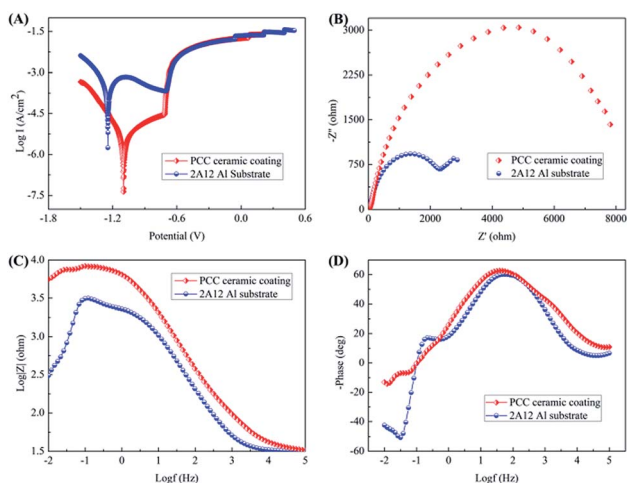 (A)
-1.5
-3.0
-4.5
-6.0
-7.5
Log I (A/cm²)
PCC ceramic coating
2A12 Al Substrate
-1.8
-1.2
-0.6
0.0
0.6
Potential (V)
(B)
3000
2250
1500
750
0
-Z'' (ohm)
PCC ceramic coating
2A12 Al substrate
0
2000
4000
6000
8000
Z' (ohm)
(C)
4.0
3.5
3.0
2.5
2.0
1.5
Log|Z| (ohm)
PCC ceramic coating
2A12 Al substrate
-2
-1
0
1
2
3
4
5
Logf (Hz)
(D)
60
40
20
0
-20
-40
-60
-Phase (deg)
PCC ceramic coating
2A12 Al substrate
-2
-1
0
1
2
3
4
5
Logf (Hz)